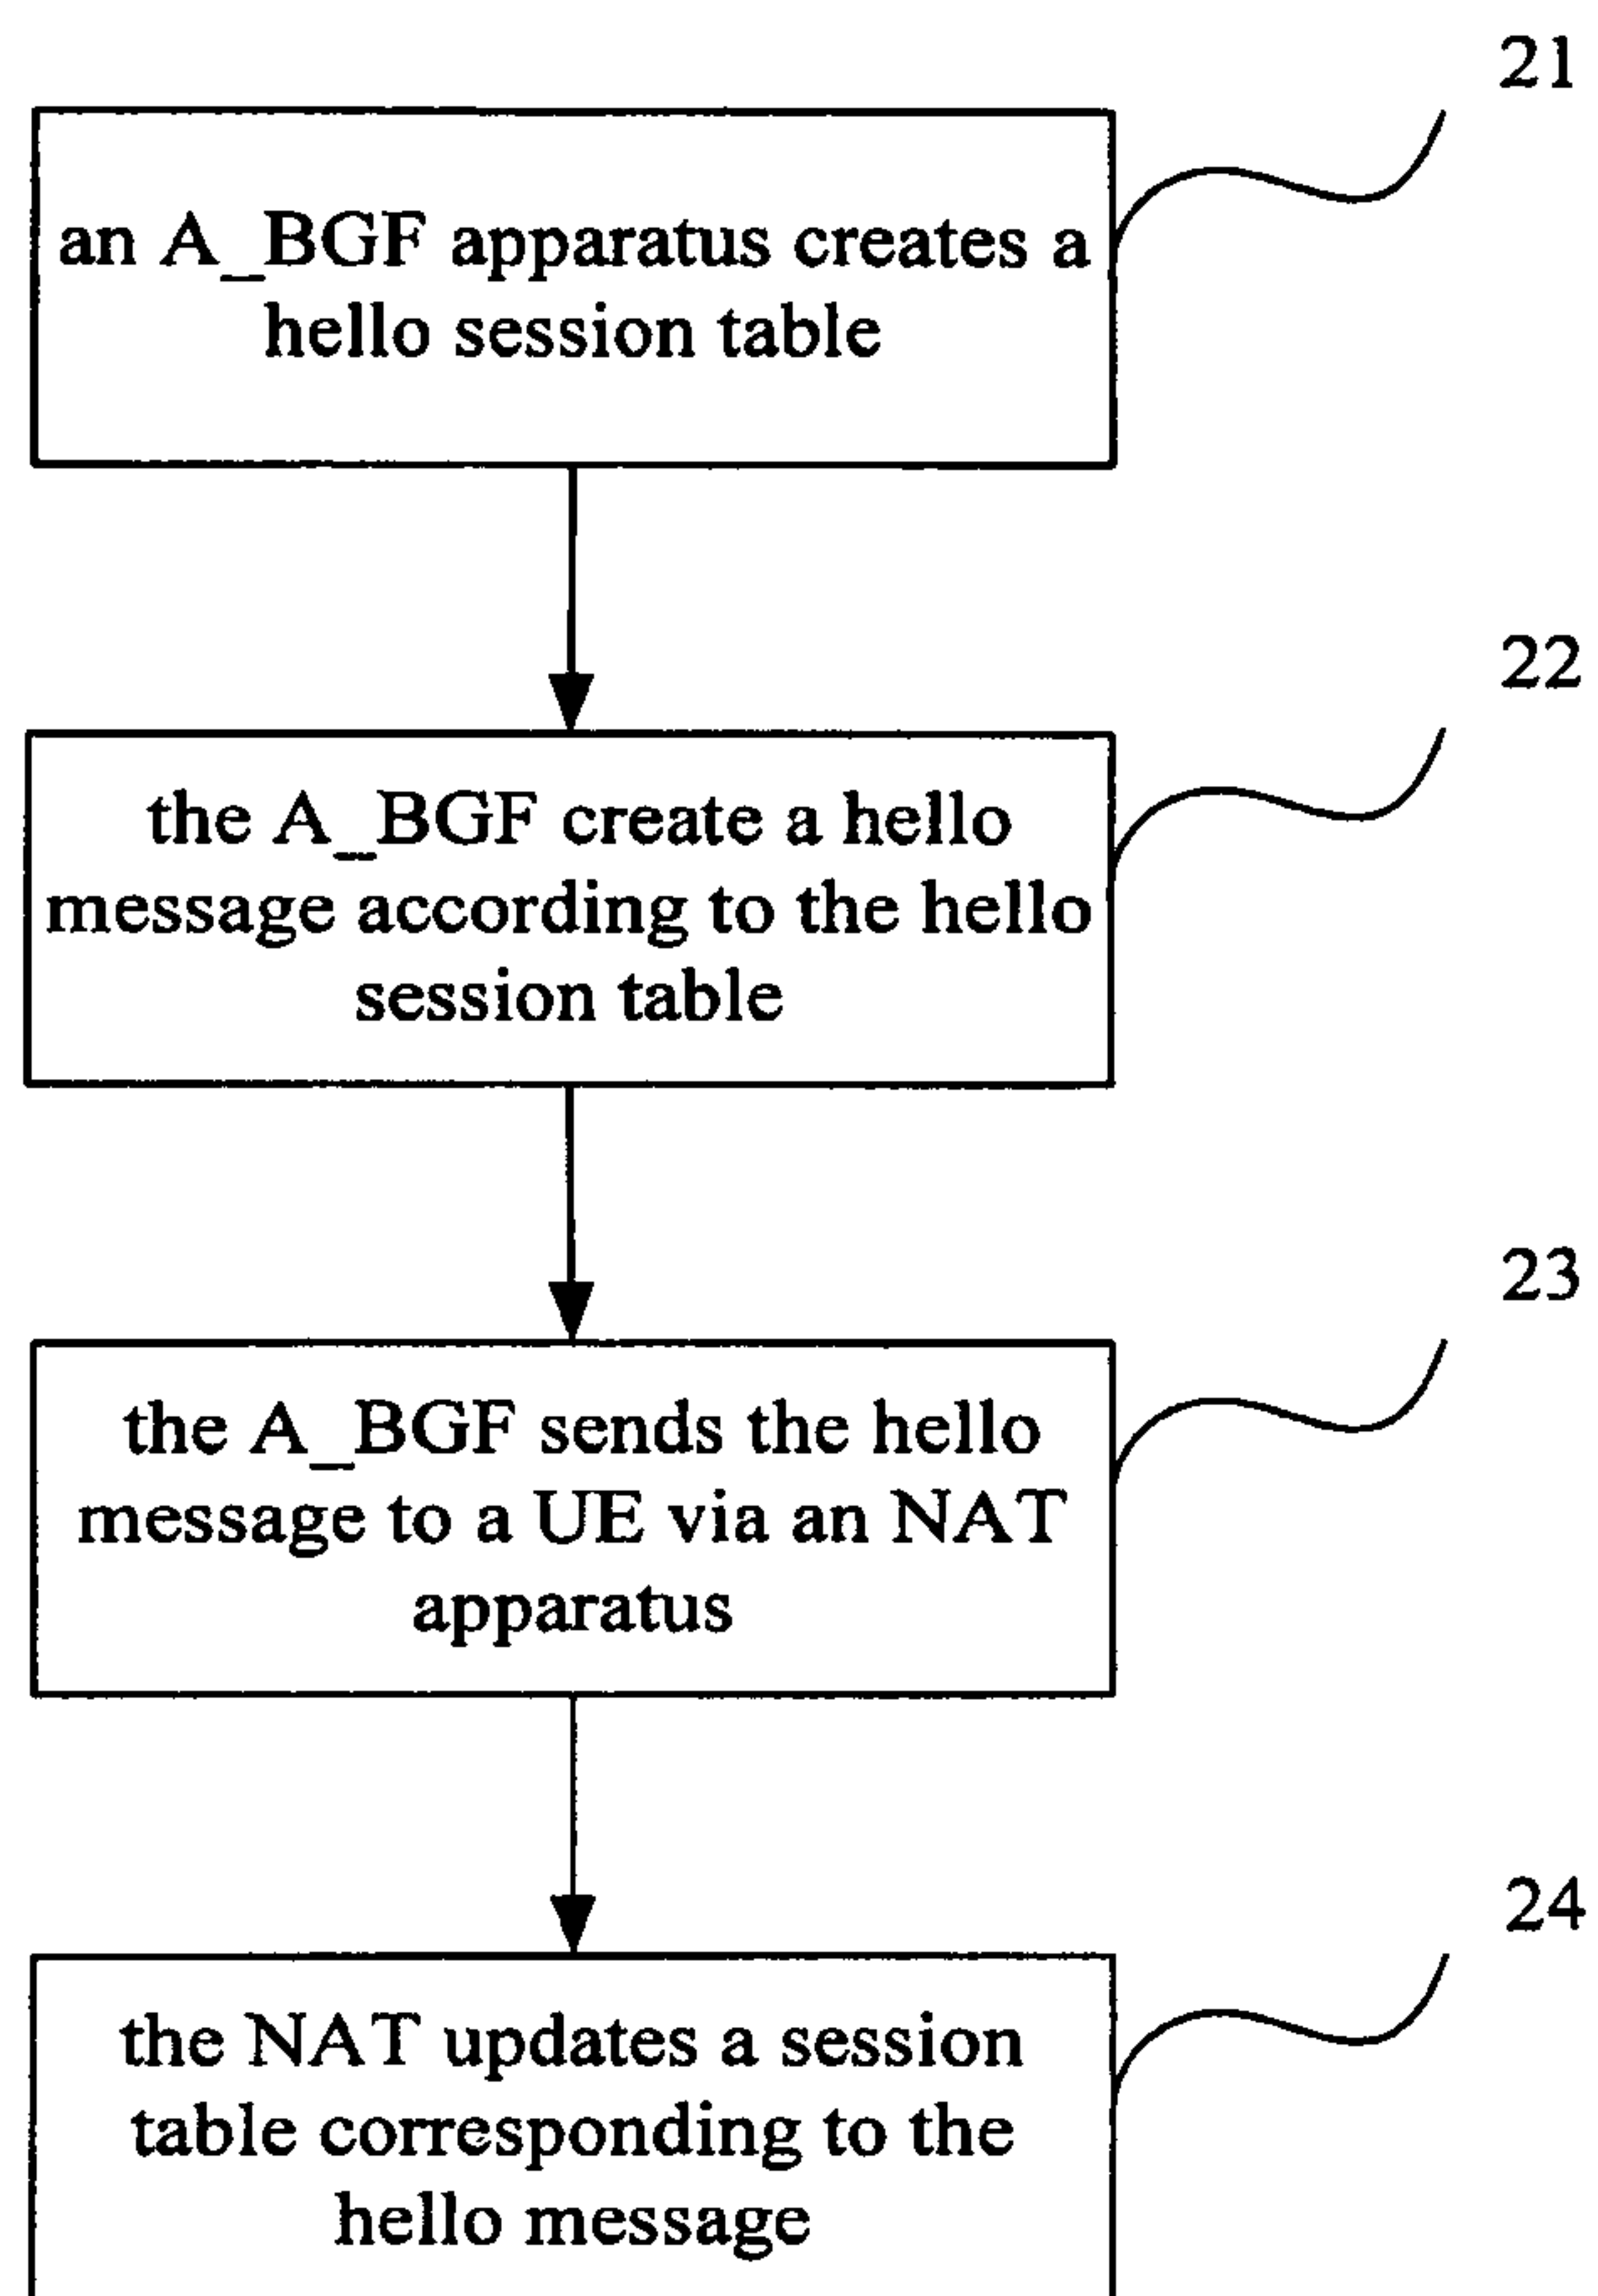 21
an A_BGF apparatus creates a
hello session table
22
the A_BGF create a hello
message according to the hello
session table
23
the A_BGF sends the hello
message to a UE via an NAT
apparatus
24
the NAT updates a session
table corresponding to the
hello message